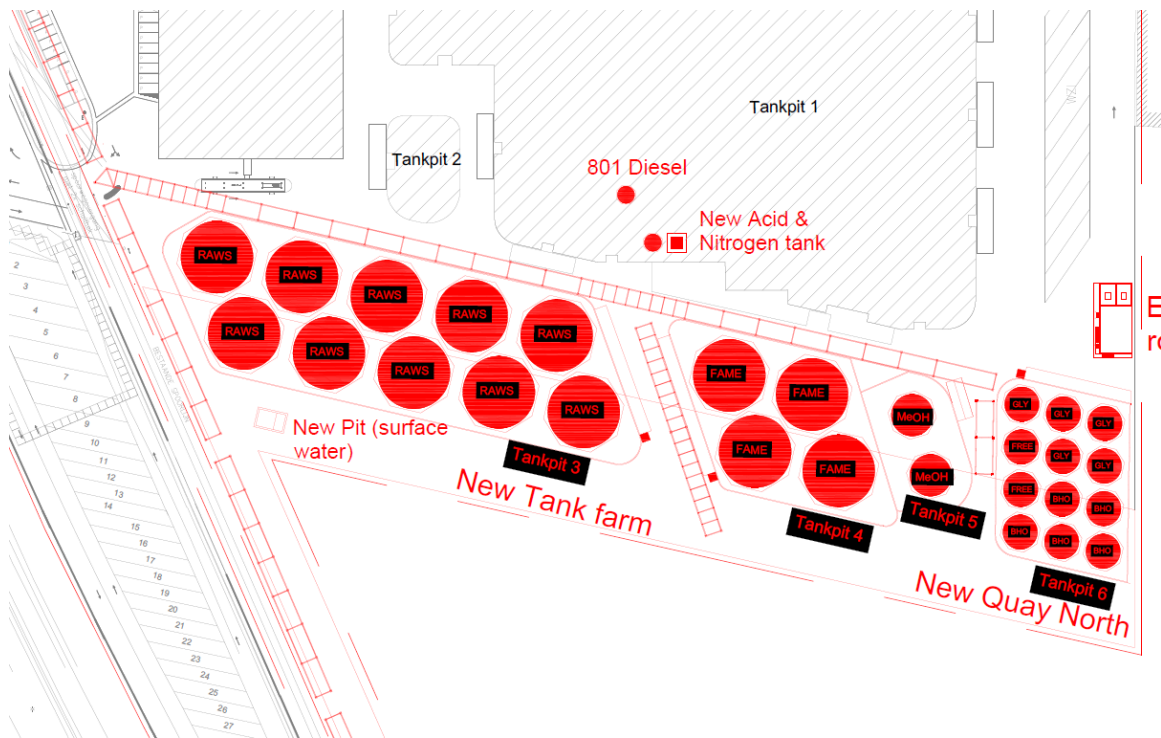 Tankpit 1
TSM
Tankpit 2
801 Diesel
New Acid &
Nitrogen tank
RAWS
RAWS
RAWS
RAWS
RAWS
RAWS
RAWS
RAWS
RAWS
RAWS
FAME
FAME
FAME
FAME
MeOH
MeOH
GLY
GLY
GLY
FREE
GLY
GLY
FREE
BHO
BHO
BHO
BHO
BHO
New Pit (surface
water)
Tankpit 3
New Tank farm
Tankpit 4
Tankpit 5
Tankpit 6
New Quay North
E
ro
1
2
3
4
5
6
7
8
9
10
11
12
13
14
15
16
17
18
19
20
21
22
23
24
25
26
27